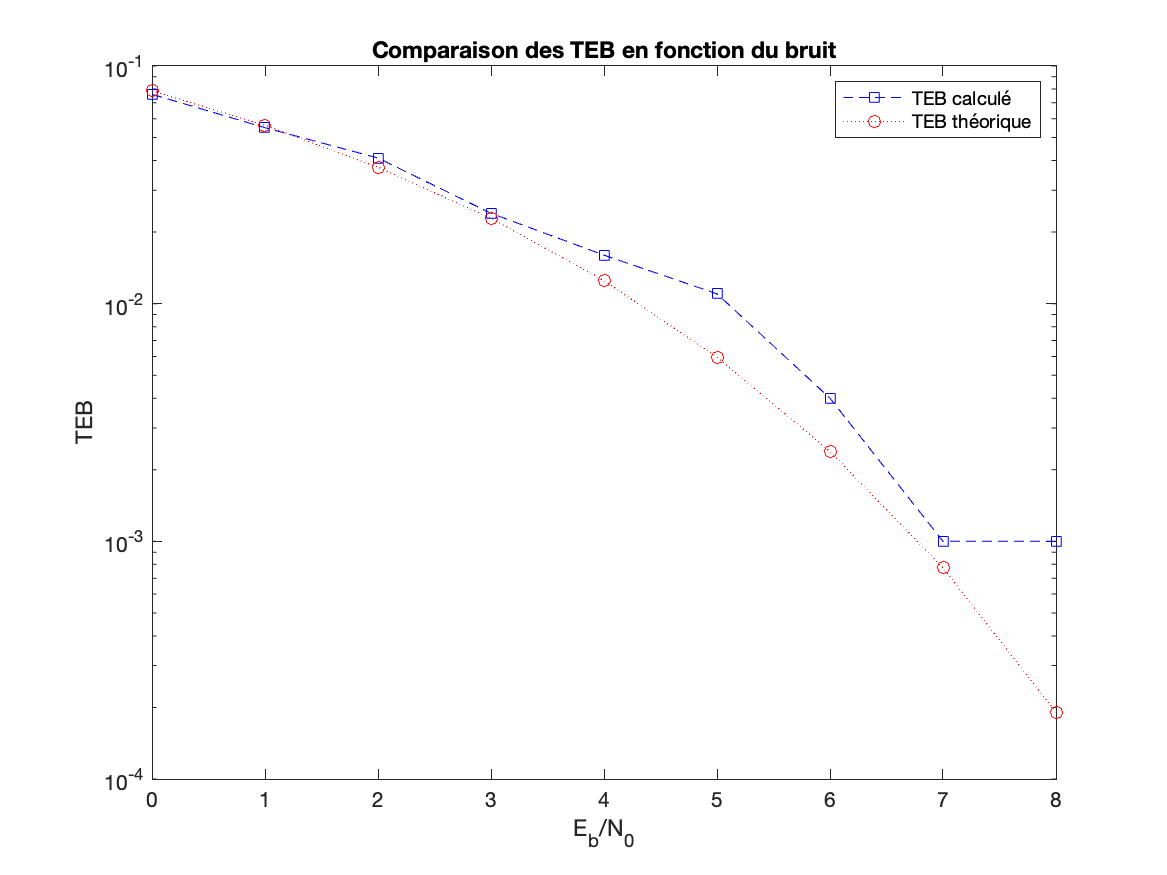 Comparaison des TEB en fonction du bruit
TEB calculé
TEB théorique
10^-1
10^-2
10^-3
10^-4
TEB
0 1 2 3 4 5 6 7 8
E_b/N_0